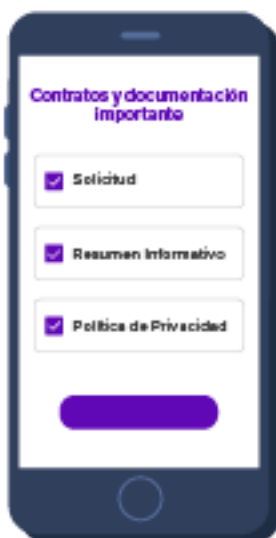 Contratos y documentación
importante
Solicitud
Resumen Informativo
Política de Privacidad